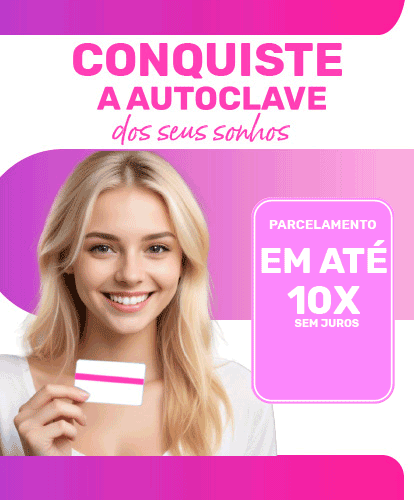 CONQUISTE
A AUTOCLAVE
dos seus sonhos
PARCELAMENTO
EM ATÉ
10X
SEM JUROS